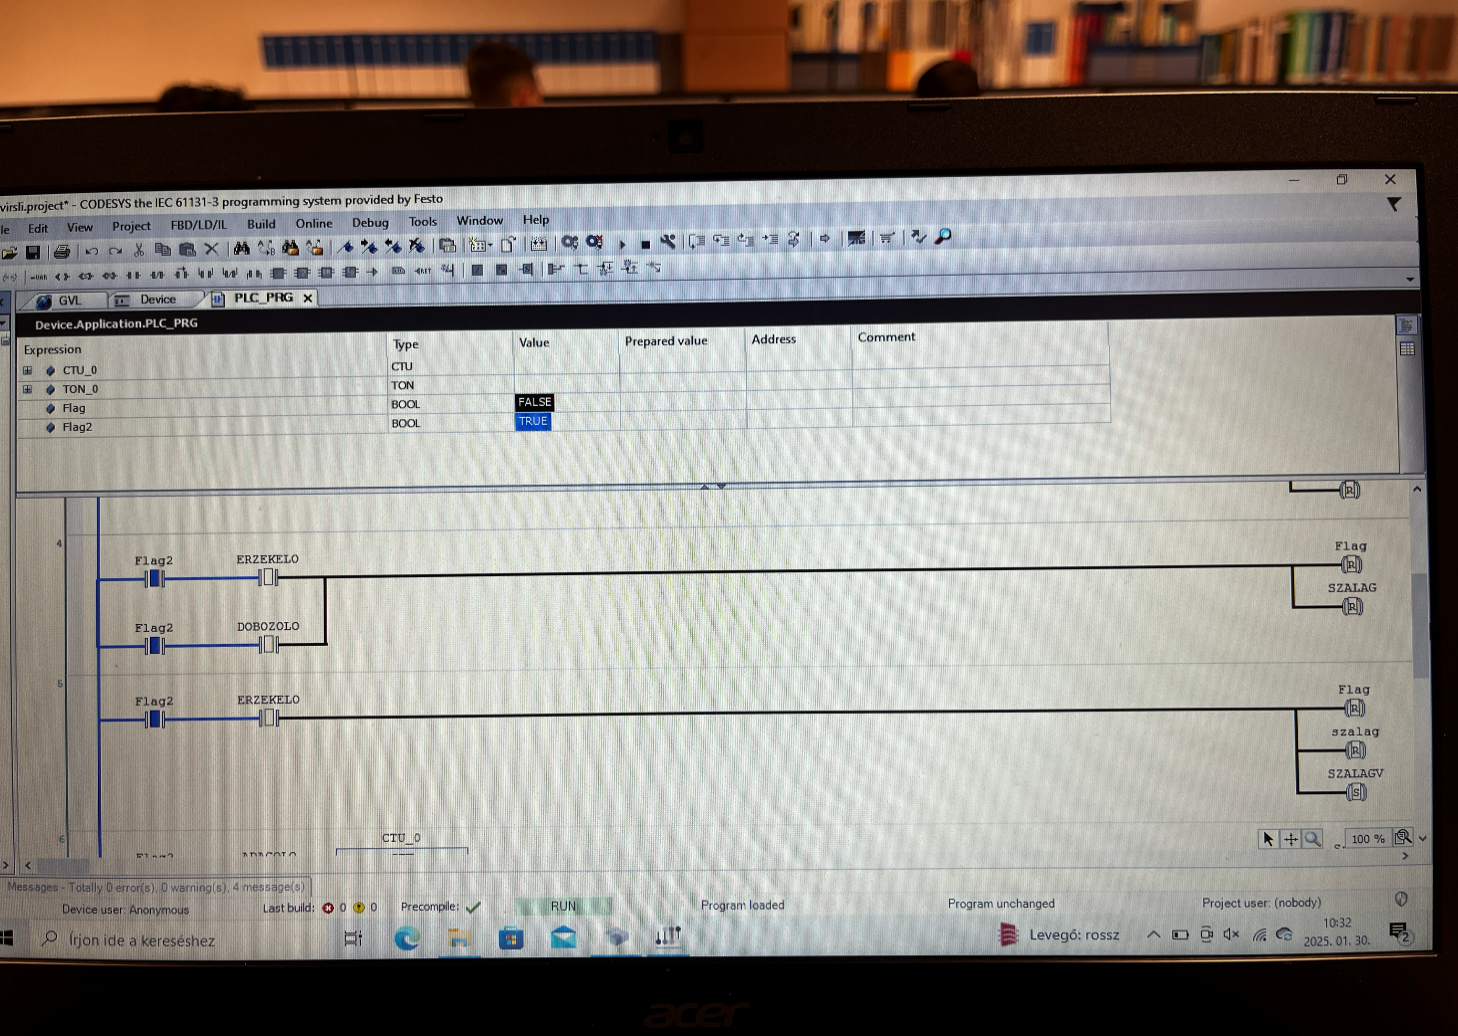 virsli.project* - CODESYS the IEC 61131-3 programming system provided by Festo
le Edit View Project FBD/LD/IL Build Online Debug Tools Window Help
GVL Device PLC_PRG
Device.Application.PLC_PRG
Expression Type Value Prepared value Address Comment
CTU_0 CTU
TON_0 TON
Flag BOOL FALSE
Flag2 BOOL TRUE
R
4
Flag2 ERZEKELO Flag
R
SZALAG
R
Flag2 DOBOZOLO
5
Flag2 ERZEKELO Flag
R
szalag
R
SZALAGV
S
6
CTU_0
100 %
Messages - Totally 0 error(s), 0 warning(s), 4 message(s)
Device user: Anonymous Last build: 0 0 Precompile: RUN Program loaded Program unchanged Project user: (nobody)
Írjon ide a kereséshez Levegő: rossz 10:32
2025. 01. 30.
2
acer